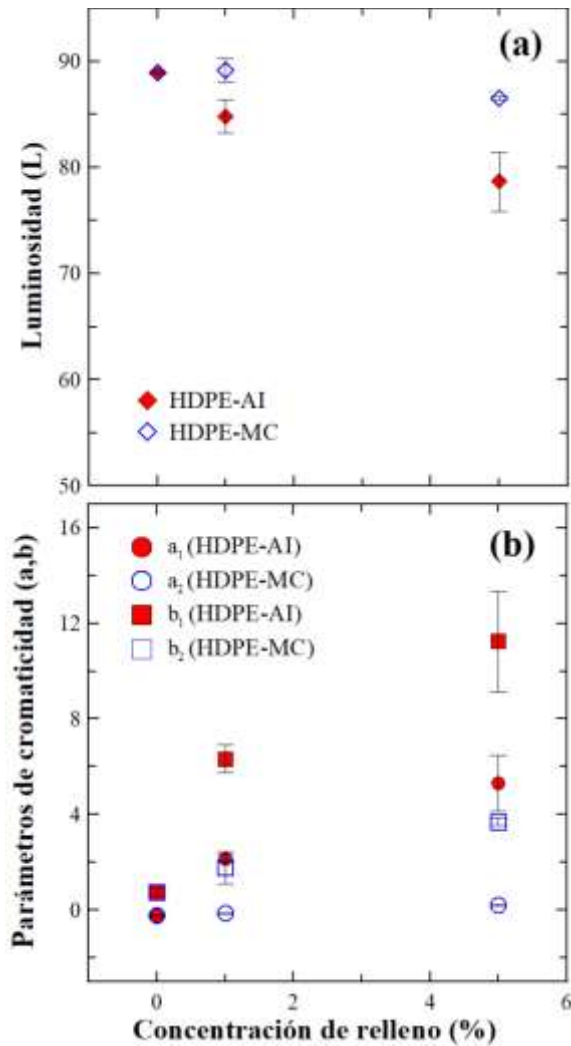 (a)
90
80
70
60
50
Luminosidad (L)
HDPE-AI
HDPE-MC
(b)
16
12
8
4
0
Parámetros de cromaticidad (a,b)
a₁ (HDPE-AI)
a₂ (HDPE-MC)
b₁ (HDPE-AI)
b₂ (HDPE-MC)
0 2 4 6
Concentración de relleno (%)